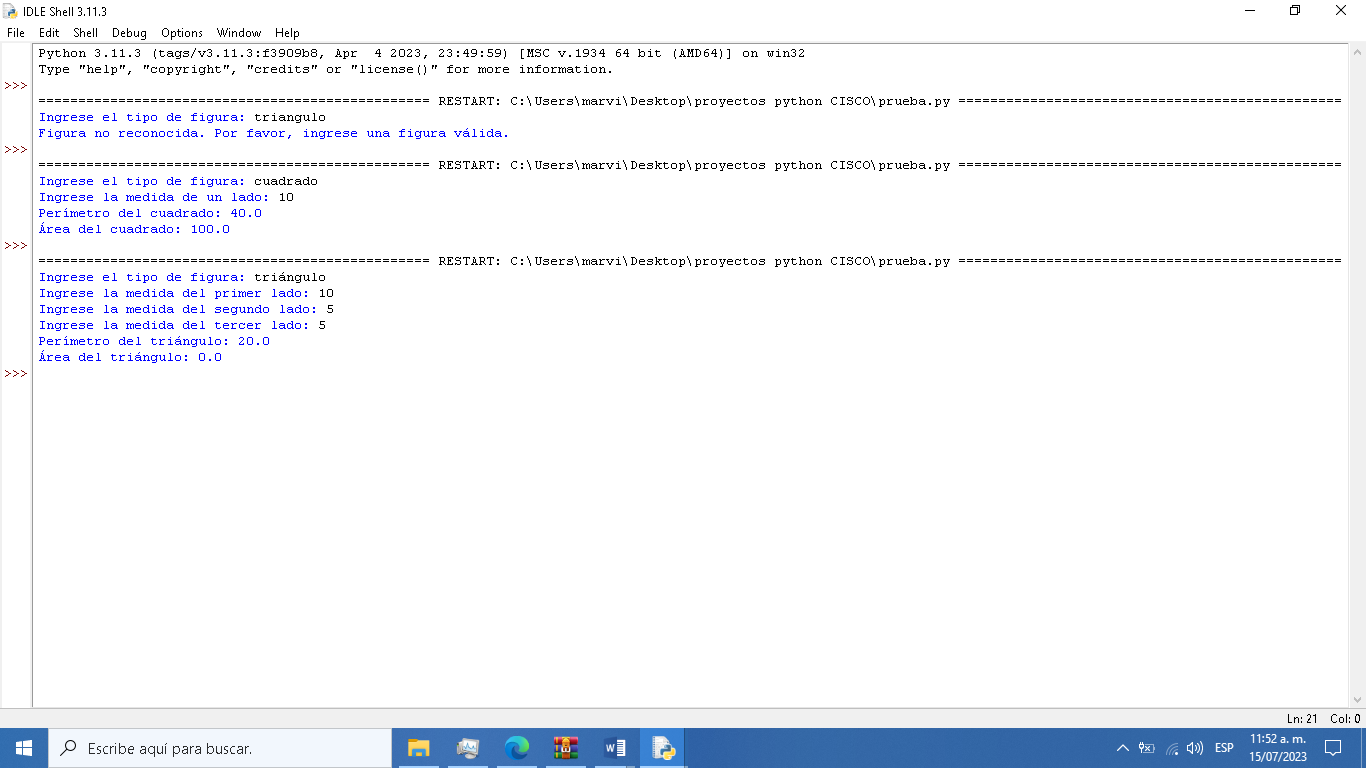 IDLE Shell 3.11.3
File Edit Shell Debug Options Window Help
Python 3.11.3 (tags/v3.11.3:f3909b8, Apr  4 2023, 23:49:59) [MSC v.1934 64 bit (AMD64)] on win32
Type "help", "copyright", "credits" or "license()" for more information.
>>>
================================================= RESTART: C:\Users\marvi\Desktop\proyectos python CISCO\prueba.py ================================================
Ingrese el tipo de figura: triangulo
Figura no reconocida. Por favor, ingrese una figura válida.
>>>
================================================= RESTART: C:\Users\marvi\Desktop\proyectos python CISCO\prueba.py ================================================
Ingrese el tipo de figura: cuadrado
Ingrese la medida de un lado: 10
Perímetro del cuadrado: 40.0
Área del cuadrado: 100.0
>>>
================================================= RESTART: C:\Users\marvi\Desktop\proyectos python CISCO\prueba.py ================================================
Ingrese el tipo de figura: triángulo
Ingrese la medida del primer lado: 10
Ingrese la medida del segundo lado: 5
Ingrese la medida del tercer lado: 5
Perímetro del triángulo: 20.0
Área del triángulo: 0.0
>>>
Ln: 21 Col: 0
Escribe aquí para buscar.
W
ESP
11:52 a. m.
15/07/2023